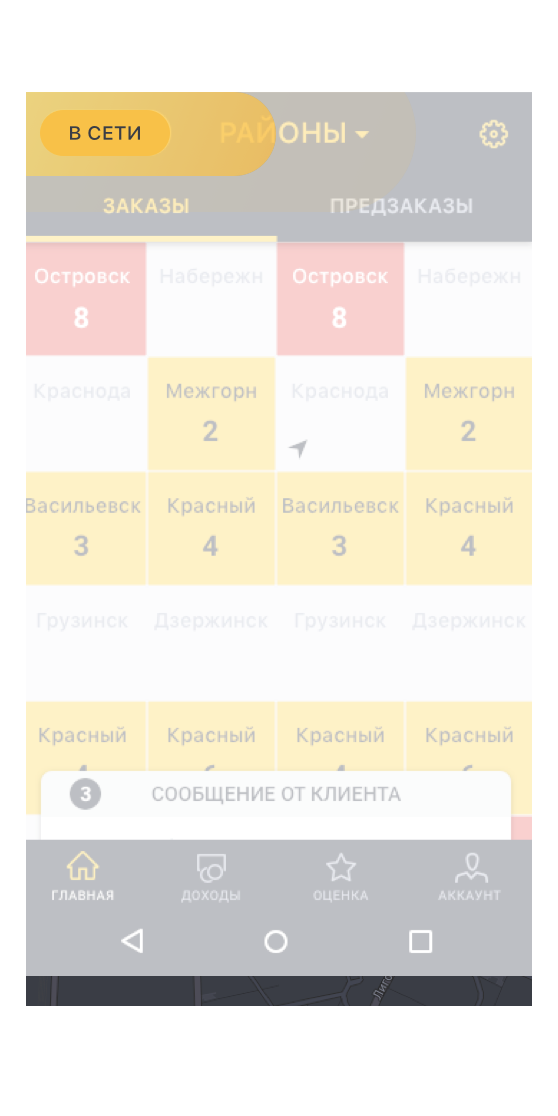 В СЕТИ РАЙОНЫ
ЗАКАЗЫ ПРЕДЗАКАЗЫ
Островск Набережн Островск Набережн
8 8
Краснода Межгорн Краснода Межгорн
2 2
Васильевск Красный Васильевск Красный
3 4 3 4
Грузинск Дзержинск Грузинск Дзержинск
Красный Красный Красный Красный
3 СООБЩЕНИЕ ОТ КЛИЕНТА
ГЛАВНАЯ ДОХОДЫ ОЦЕНКА АККАУНТ
Лиго